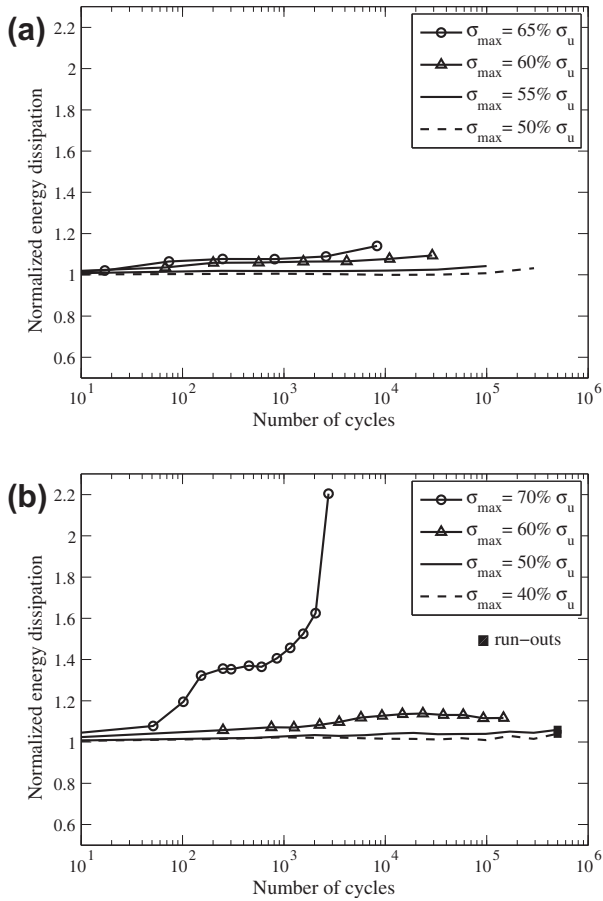 (a)
2.2
2
1.8
1.6
1.4
1.2
1
0.8
0.6
Normalized energy dissipation
σmax = 65% σu
σmax = 60% σu
σmax = 55% σu
σmax = 50% σu
10^1 10^2 10^3 10^4 10^5 10^6
Number of cycles
(b)
2.2
2
1.8
1.6
1.4
1.2
1
0.8
0.6
Normalized energy dissipation
σmax = 70% σu
σmax = 60% σu
σmax = 50% σu
σmax = 40% σu
run−outs
10^1 10^2 10^3 10^4 10^5 10^6
Number of cycles